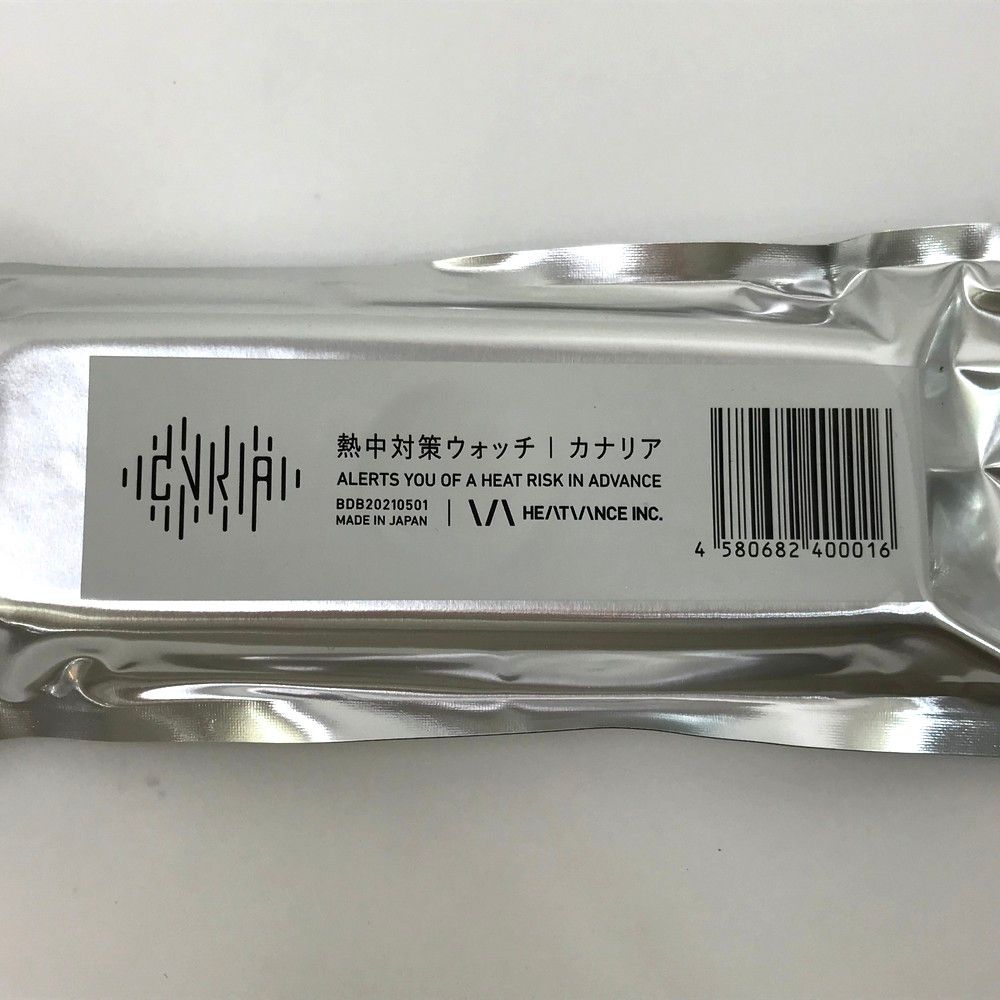 CNRIA
熱中対策ウォッチ | カナリア
ALERTS YOU OF A HEAT RISK IN ADVANCE
BDB20210501
MADE IN JAPAN
HEATVANCE INC.
4 580682 400016